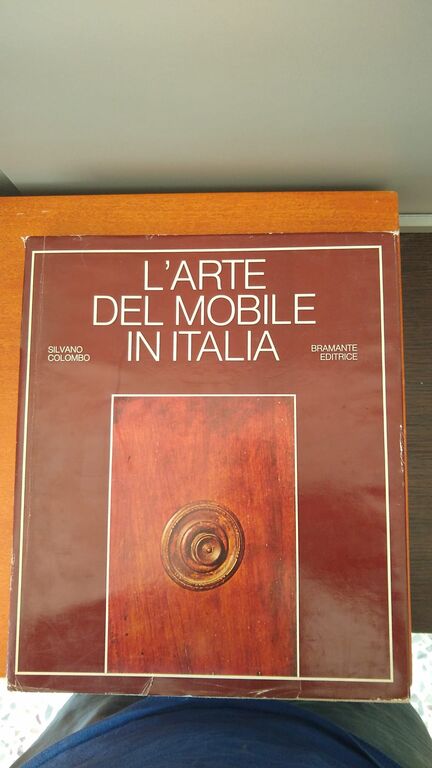 L'ARTE
DEL MOBILE
IN ITALIA
SILVANO
COLOMBO
BRAMANTE
EDITRICE